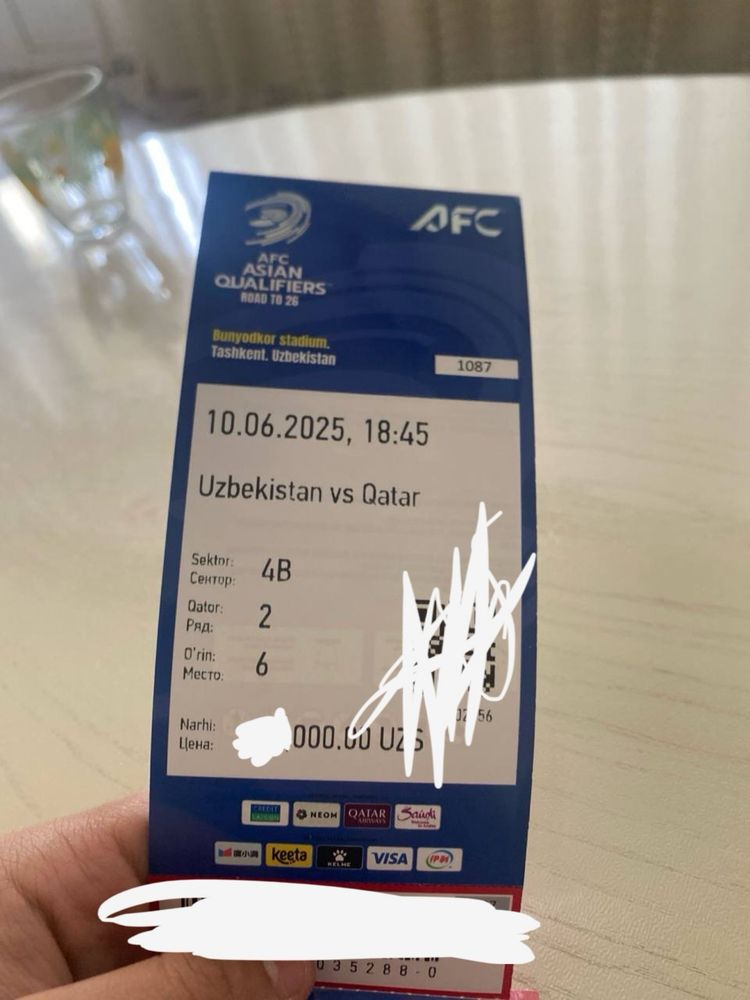 AFC
AFC
ASIAN
QUALIFIERS
ROAD TO 26
Bunyodkor stadium.
Tashkent. Uzbekistan
1087
10.06.2025, 18:45
Uzbekistan vs Qatar
Sektor: 4B
Сектор:
Qator: 2
Ряд:
O'rin: 6
Место:
Narhi: 000.00 UZS
Цена:
NEOM
QATAR
AIRWAYS
Saudi
keeta
KELME
VISA
035288-0